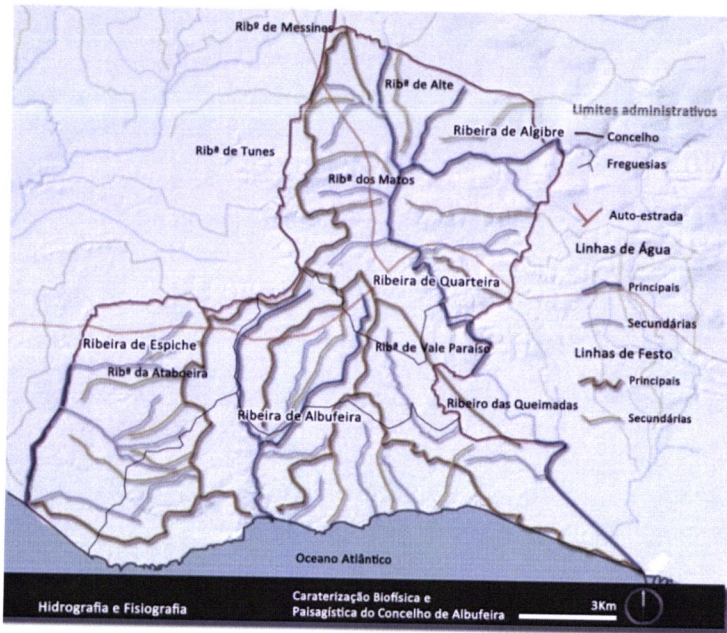 Ribª de Messines
Ribª de Alte
Ribeira de Algibre
Ribª de Tunes
Ribª dos Matos
Ribeira de Quarteira
Ribeira de Espiche
Ribª da Ataboeira
Ribª de Vale Paraíso
Ribeira de Albufeira
Ribeiro das Queimadas
Oceano Atlântico
Limites administrativos
Concelho
Freguesias
Auto-estrada
Linhas de Água
Principais
Secundárias
Linhas de Festo
Principais
Secundárias
Hidrografia e Fisiografia
Caraterização Biofísica e
Paisagística do Concelho de Albufeira
3Km